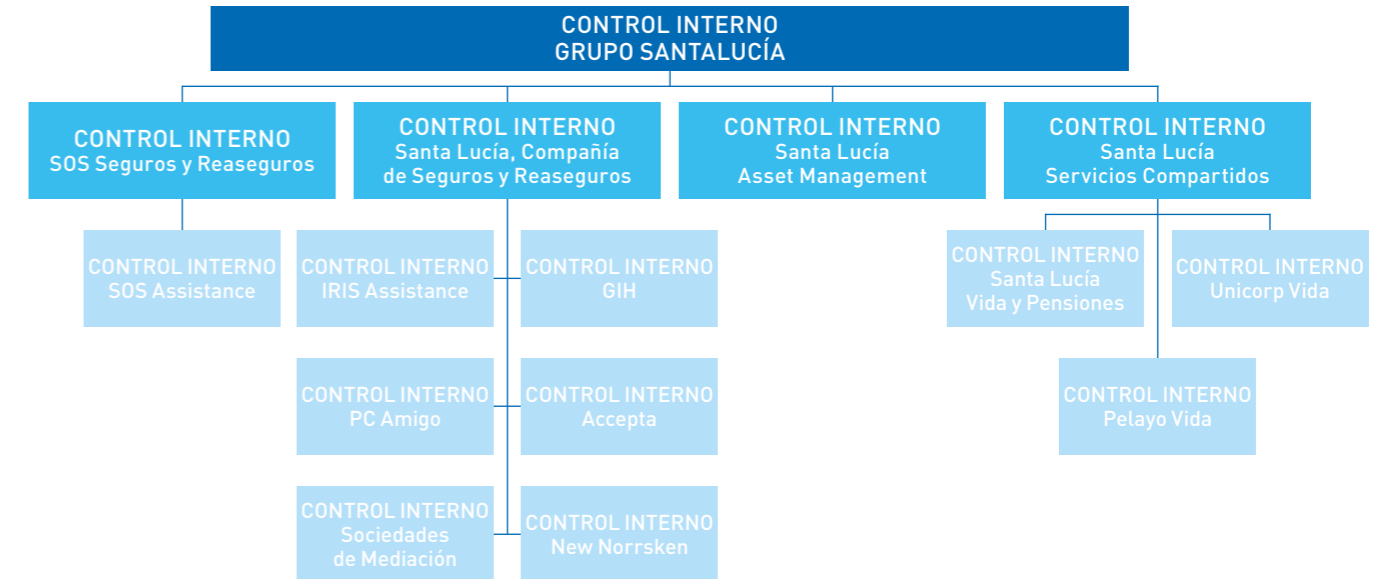 CONTROL INTERNO
GRUPO SANTALUCÍA
CONTROL INTERNO
SOS Seguros y Reaseguros
CONTROL INTERNO
Santa Lucía, Compañía
de Seguros y Reaseguros
CONTROL INTERNO
Santa Lucía
Asset Management
CONTROL INTERNO
Santa Lucía
Servicios Compartidos
CONTROL INTERNO
SOS Assistance
CONTROL INTERNO
IRIS Assistance
CONTROL INTERNO
GIH
CONTROL INTERNO
Santa Lucía
Vida y Pensiones
CONTROL INTERNO
Unicorp Vida
CONTROL INTERNO
PC Amigo
CONTROL INTERNO
Accepta
CONTROL INTERNO
Pelayo Vida
CONTROL INTERNO
Sociedades
de Mediación
CONTROL INTERNO
New Norrsken